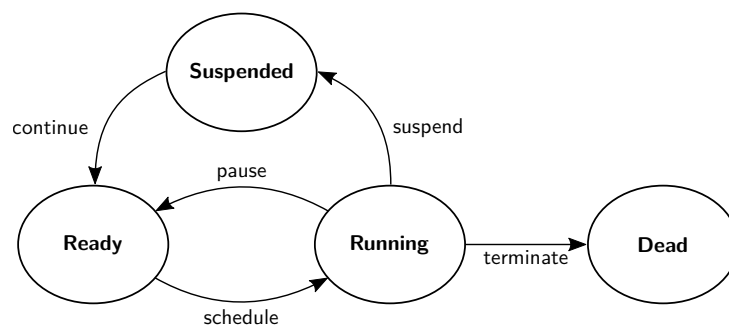 Suspended
continue
suspend
pause
Ready
Running
Dead
terminate
schedule